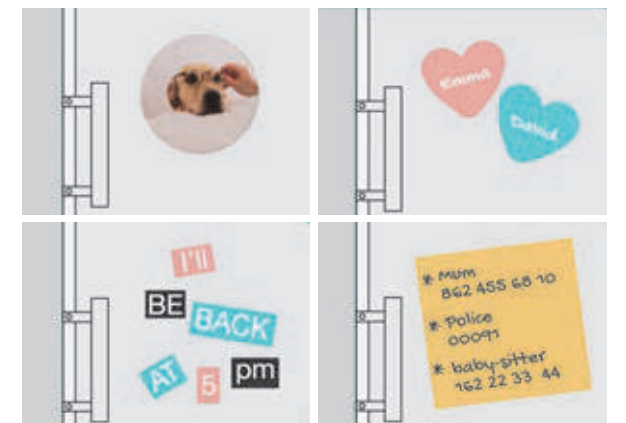 Emma
David
I'll
BE
BACK
AT
5
pm
* Mum
862 455 68 10
* Police
00091
* baby-sitter
162 22 33 44